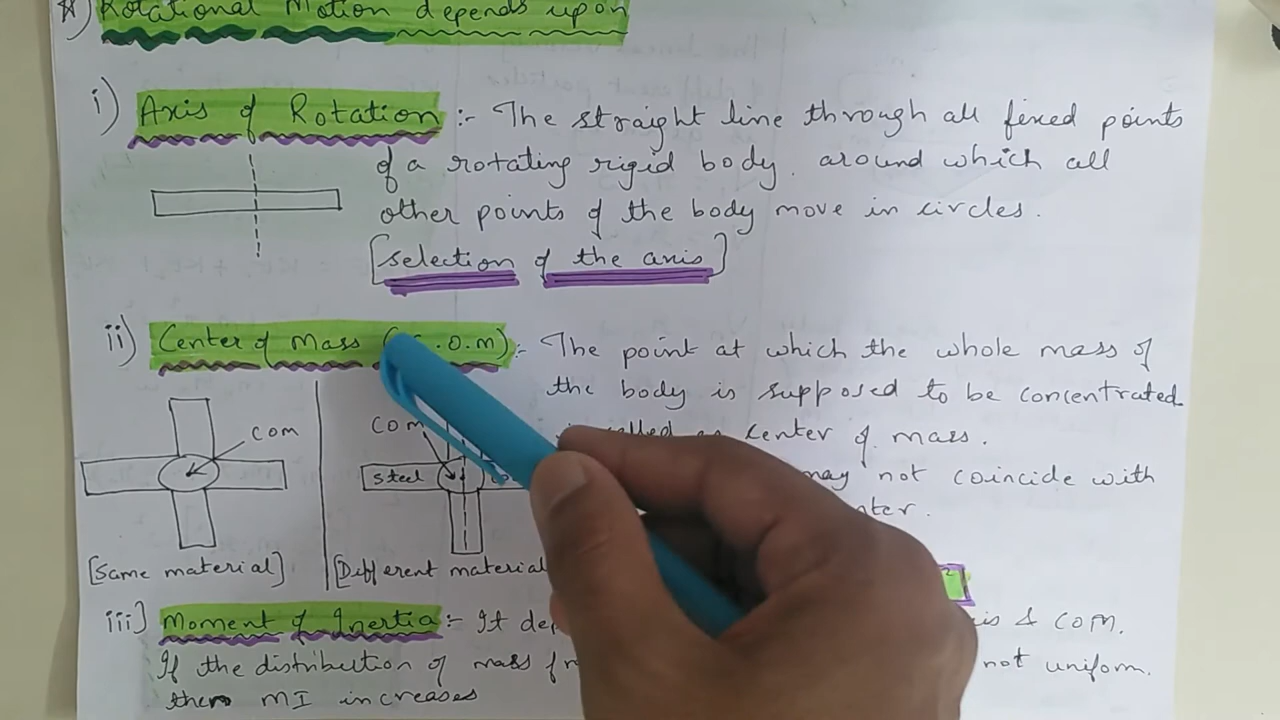 * Rotational Motion depends upon
i) Axis of Rotation :- The straight line through all fixed points
of a rotating rigid body. around which all
other points of the body move in circles.
[selection of the axis]
ii) Center of Mass ( .O.M) :- The point at which the whole mass of
the body is supposed to be concentrated
called as center of mass.
may not coincide with
COM
COM
steel
[Same material]
[Different material
iii] Moment of Inertia :- It & COM.
If the distribution of mass not uniform.
then MI increases